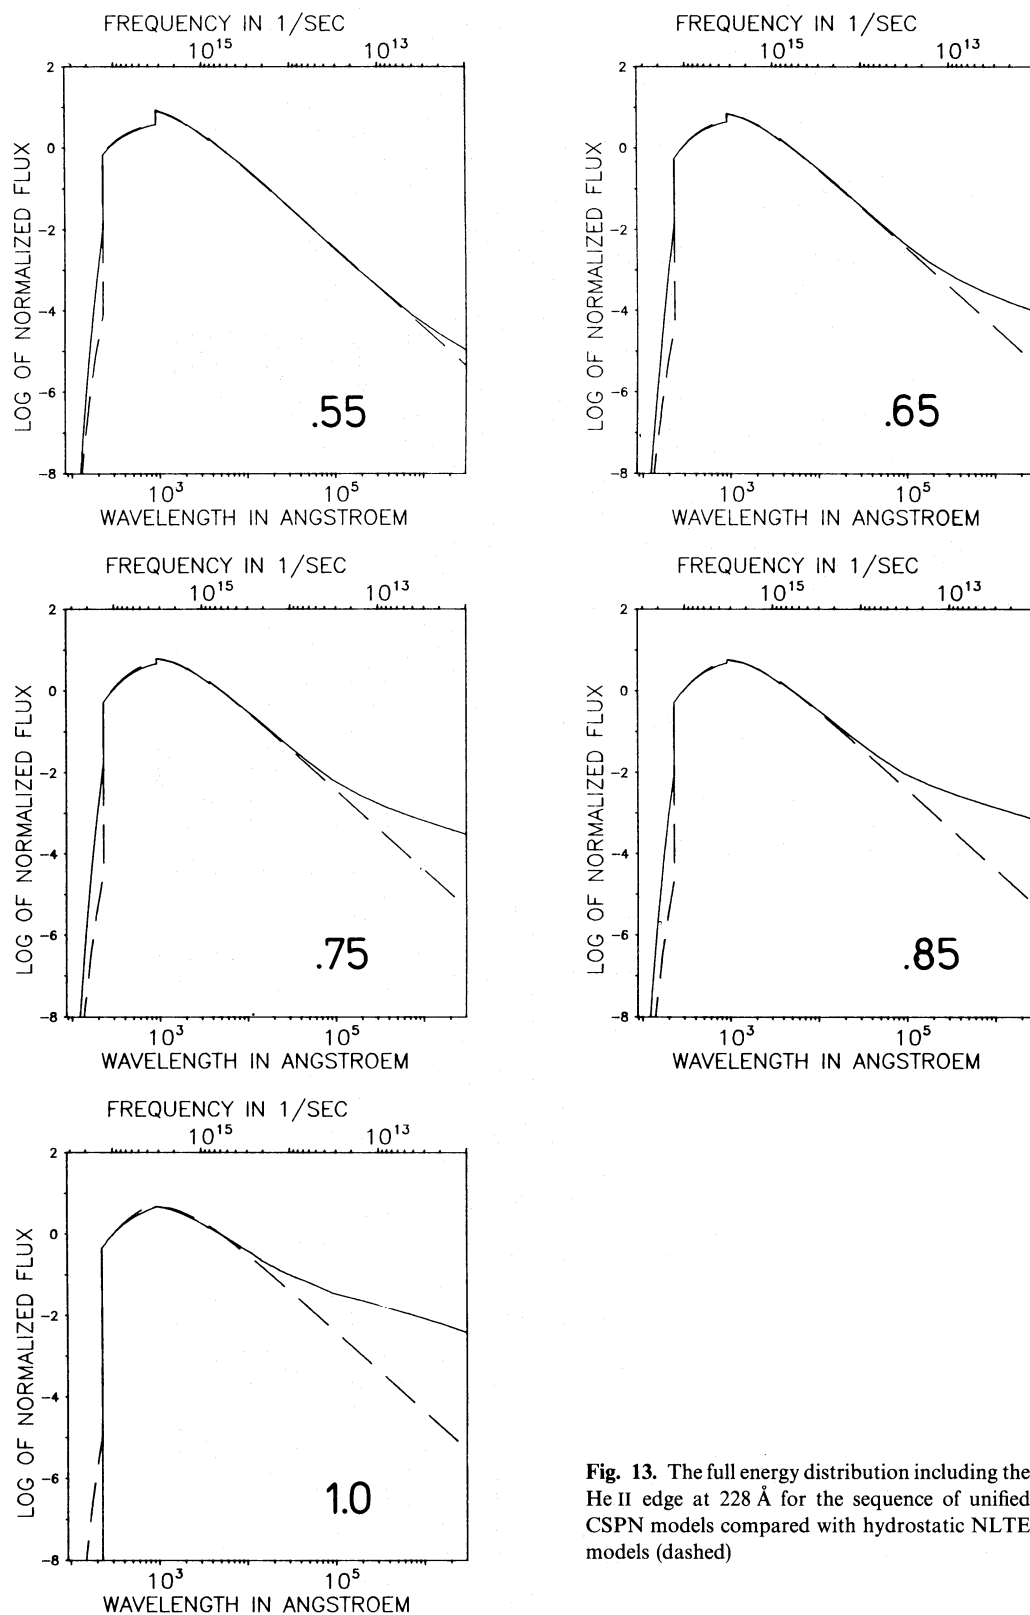 FREQUENCY IN 1/SEC
10^15 10^13
2
0
-2
-4
-6
-8
LOG OF NORMALIZED FLUX
.55
10^3 10^5
WAVELENGTH IN ANGSTROEM
FREQUENCY IN 1/SEC
10^15 10^13
2
0
-2
-4
-6
-8
LOG OF NORMALIZED FLUX
.65
10^3 10^5
WAVELENGTH IN ANGSTROEM
FREQUENCY IN 1/SEC
10^15 10^13
2
0
-2
-4
-6
-8
LOG OF NORMALIZED FLUX
.75
10^3 10^5
WAVELENGTH IN ANGSTROEM
FREQUENCY IN 1/SEC
10^15 10^13
2
0
-2
-4
-6
-8
LOG OF NORMALIZED FLUX
.85
10^3 10^5
WAVELENGTH IN ANGSTROEM
FREQUENCY IN 1/SEC
10^15 10^13
2
0
-2
-4
-6
-8
LOG OF NORMALIZED FLUX
1.0
10^3 10^5
WAVELENGTH IN ANGSTROEM
Fig. 13. The full energy distribution including the
He II edge at 228 Å for the sequence of unified
CSPN models compared with hydrostatic NLTE
models (dashed)